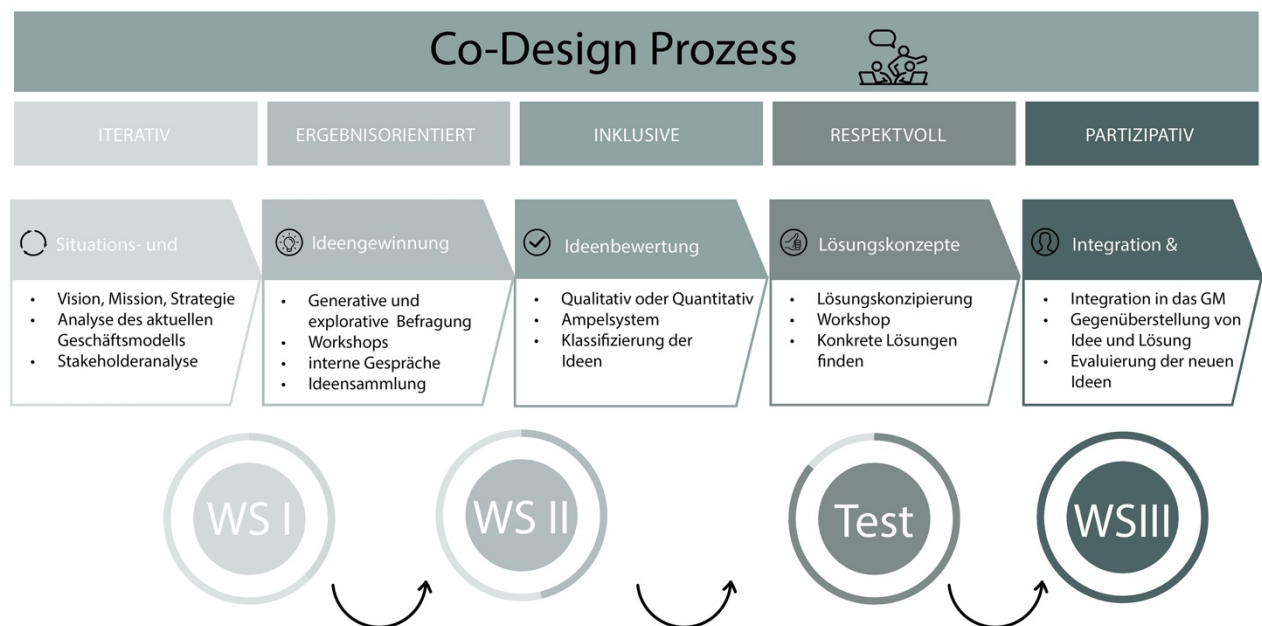 Co-Design Prozess
ITERATIV
ERGEBNISORIENTIERT
INKLUSIVE
RESPEKTVOLL
PARTIZIPATIV
Situations- und
• Vision, Mission, Strategie
• Analyse des aktuellen
Geschäftsmodells
• Stakeholderanalyse
Ideengewinnung
• Generative und
explorative Befragung
• Workshops
• interne Gespräche
• Ideensammlung
Ideenbewertung
• Qualitativ oder Quantitativ
• Ampelsystem
• Klassifizierung der
Ideen
Lösungskonzepte
• Lösungskonzipierung
• Workshop
• Konkrete Lösungen
finden
Integration &
• Integration in das GM
• Gegenüberstellung von
Idee und Lösung
• Evaluierung der neuen
Ideen
WS I
WS II
Test
WSIII